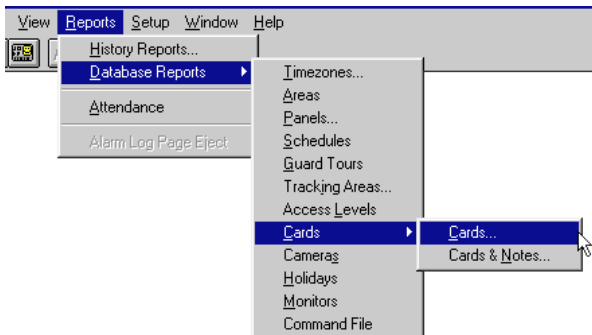 View Reports Setup Window Help
History Reports...
Database Reports
Attendance
Alarm Log Page Eject
Timezones...
Areas
Panels...
Schedules
Guard Tours
Tracking Areas...
Access Levels
Cards
Cameras
Holidays
Monitors
Command File
Cards...
Cards & Notes...